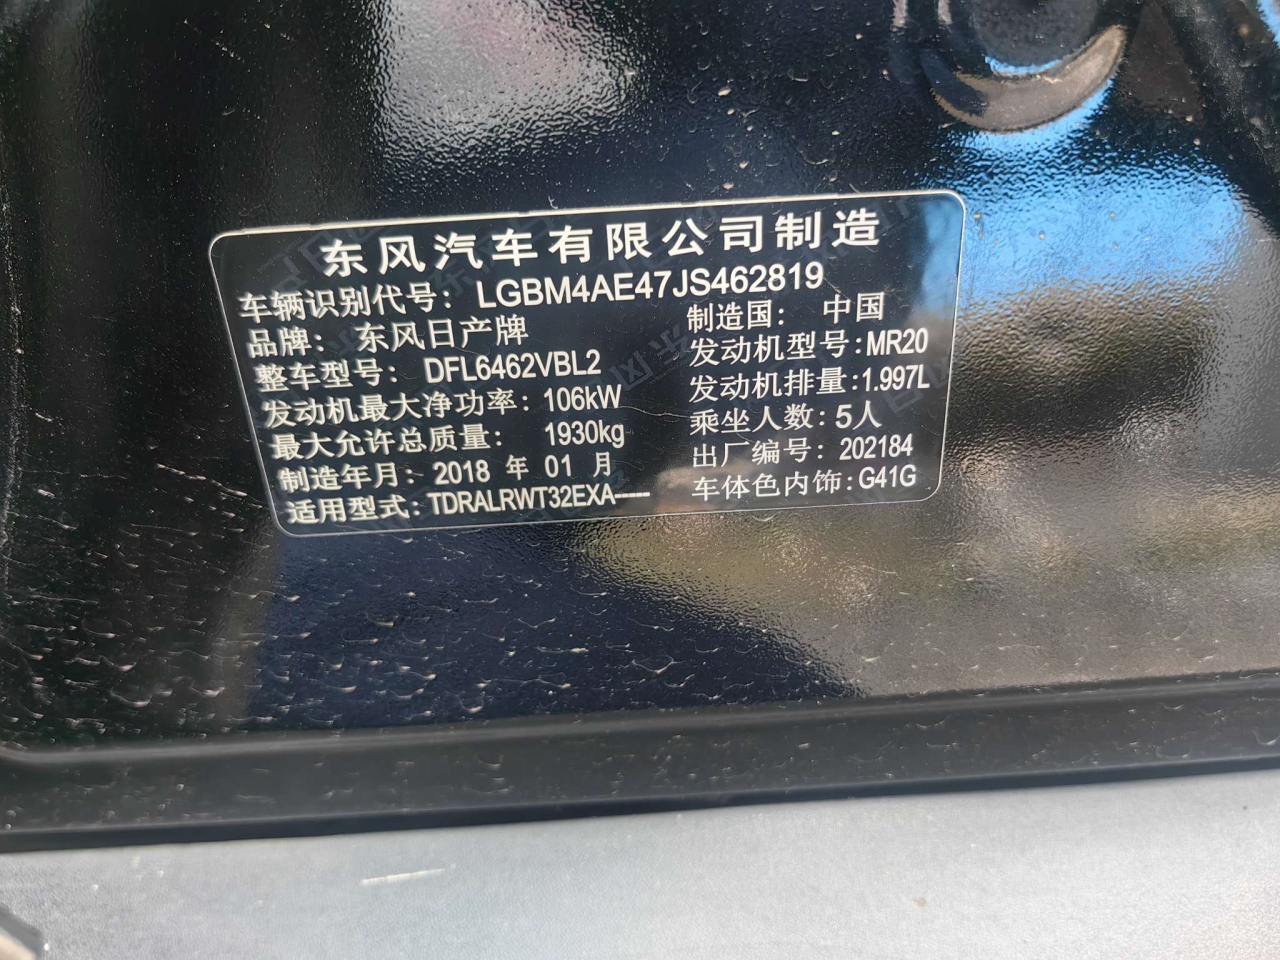 东风汽车有限公司制造
车辆识别代号： LGBM4AE47JS462819
品牌： 东风日产牌 制造国： 中国
整车型号： DFL6462VBL2 发动机型号:MR20
发动机最大净功率: 106kW 发动机排量:1.997L
最大允许总质量： 1930kg 乘坐人数: 5人
制造年月: 2018 年 01 月 出厂编号: 202184
适用型式: TDRALRWT32EXA----- 车体色内饰:G41G